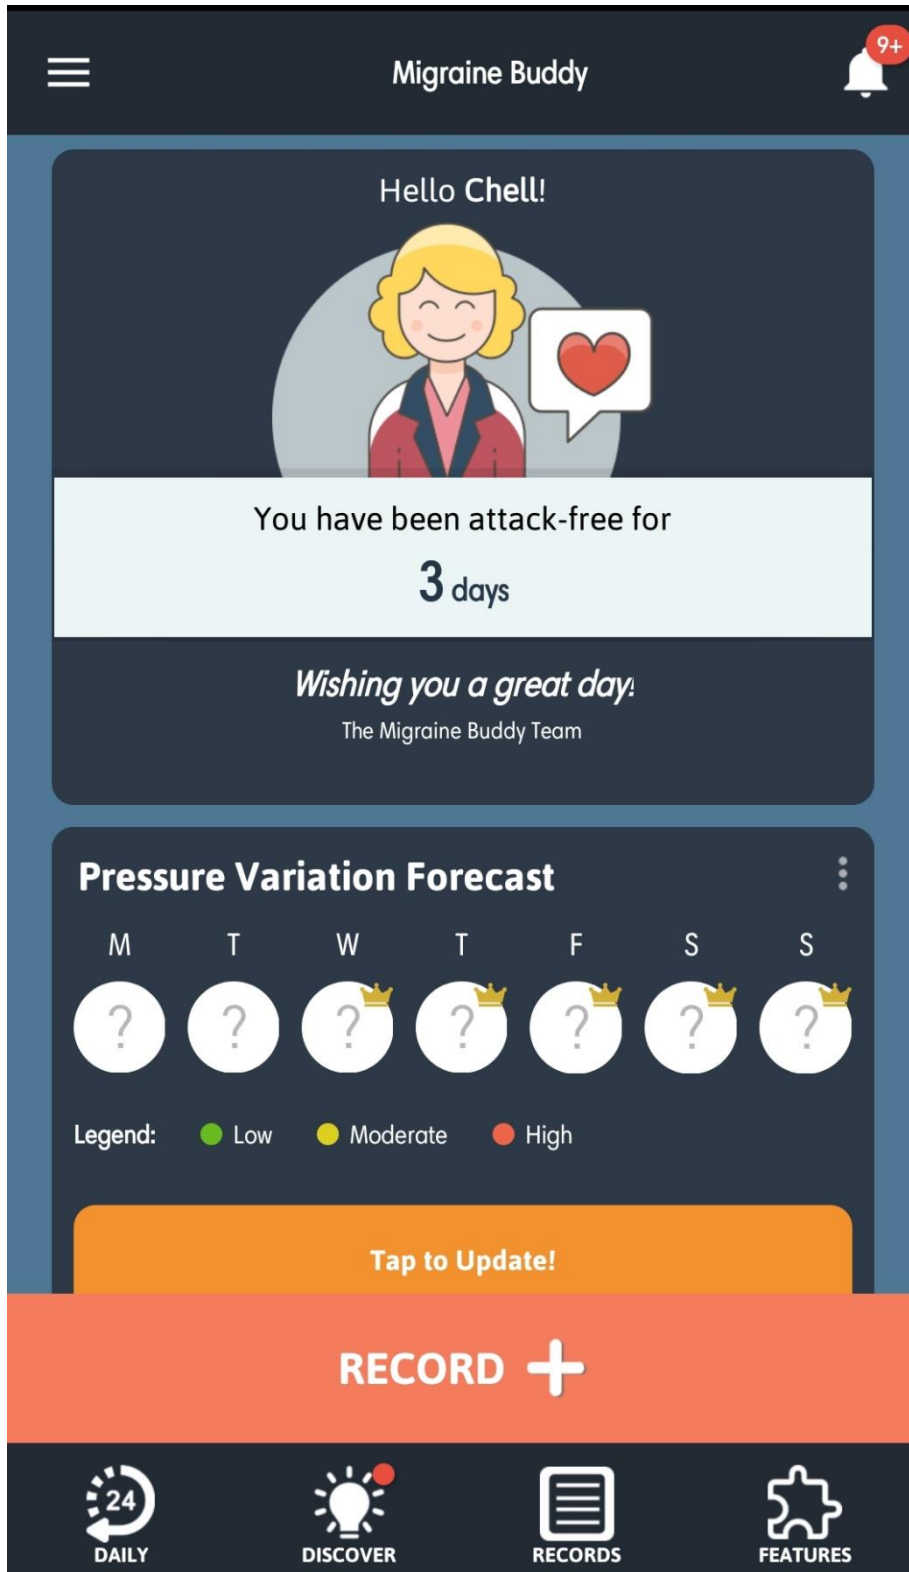 Migraine Buddy
9+
Hello Chell!
You have been attack-free for
3 days
Wishing you a great day!
The Migraine Buddy Team
Pressure Variation Forecast
M T W T F S S
? ? ? ? ? ? ?
Legend: Low Moderate High
Tap to Update!
RECORD +
24
DAILY DISCOVER RECORDS FEATURES